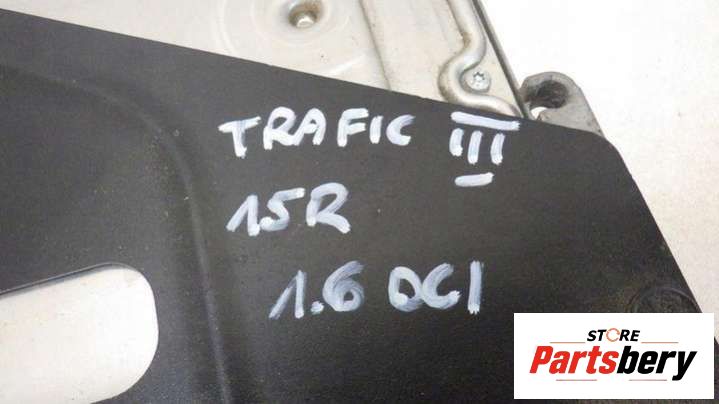 TRAFIC III
15R
1.6 DCI
STORE
Partsbery